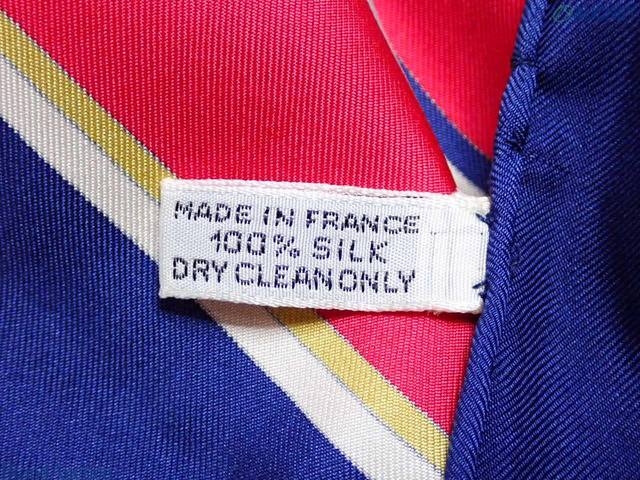 MADE IN FRANCE
100% SILK
DRY CLEAN ONLY